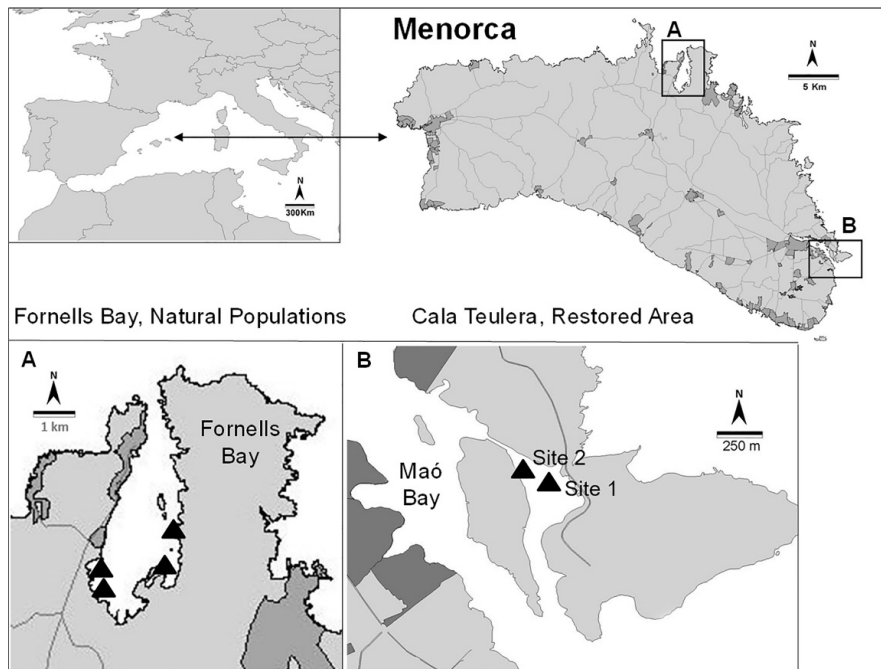 Menorca
A
N
5 Km
N
300Km
B
Fornells Bay, Natural Populations
Cala Teulera, Restored Area
A
N
1 km
Fornells
Bay
B
N
250 m
Maó
Bay
Site 2
Site 1